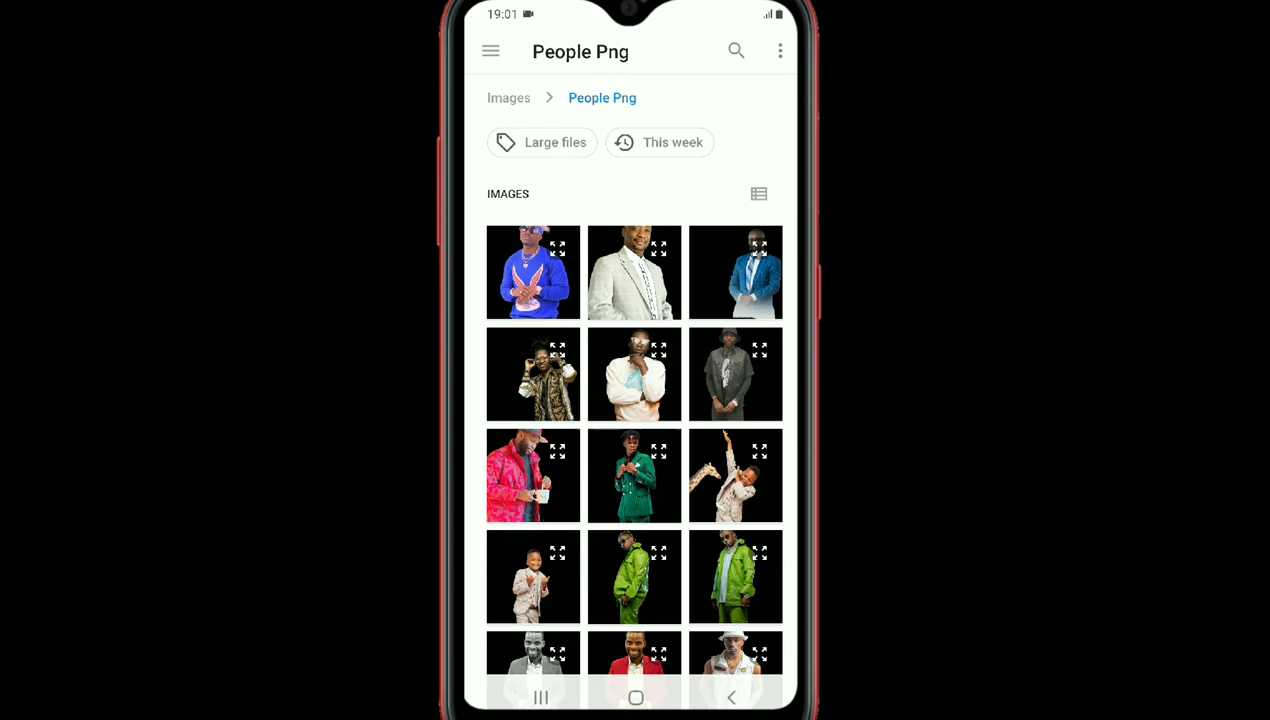 19:01
People Png
Images > People Png
Large files
This week
IMAGES